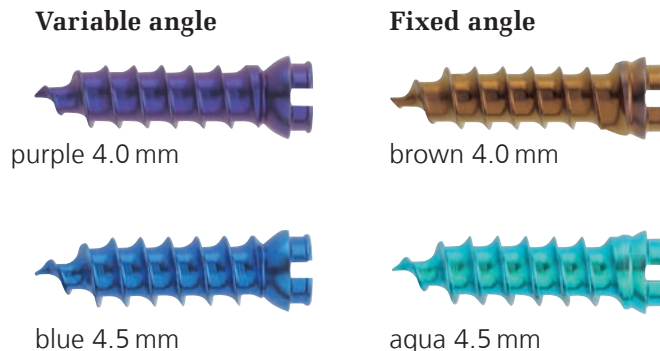 Variable angle
Fixed angle
purple 4.0 mm
brown 4.0 mm
blue 4.5 mm
aqua 4.5 mm